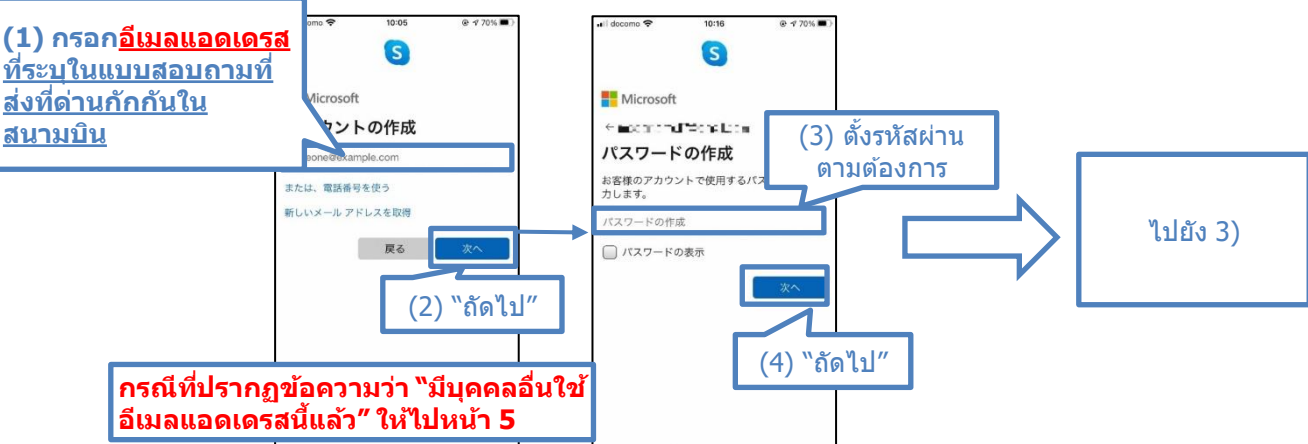 (1) กรอกอีเมลแอดเดรส
ที่ระบุในแบบสอบถามที่
ส่งที่ด่านกักกันใน
สนามบิน
omo
10:05
70%
Microsoft
ウントの作成
eone@example.com
または、電話番号を使う
新しいメール アドレスを取得
戻る
次へ
(2) “ถัดไป”
กรณีที่ปรากฏข้อความว่า “มีบุคคลอื่นใช้
อีเมลแอดเดรสนี้แล้ว” ให้ไปหน้า 5
docomo
10:16
70%
Microsoft
パスワードの作成
お客様のアカウントで使用するパス
力します。
パスワードの作成
パスワードの表示
次へ
(3) ตั้งรหัสผ่าน
ตามต้องการ
(4) “ถัดไป”
ไปยัง 3)